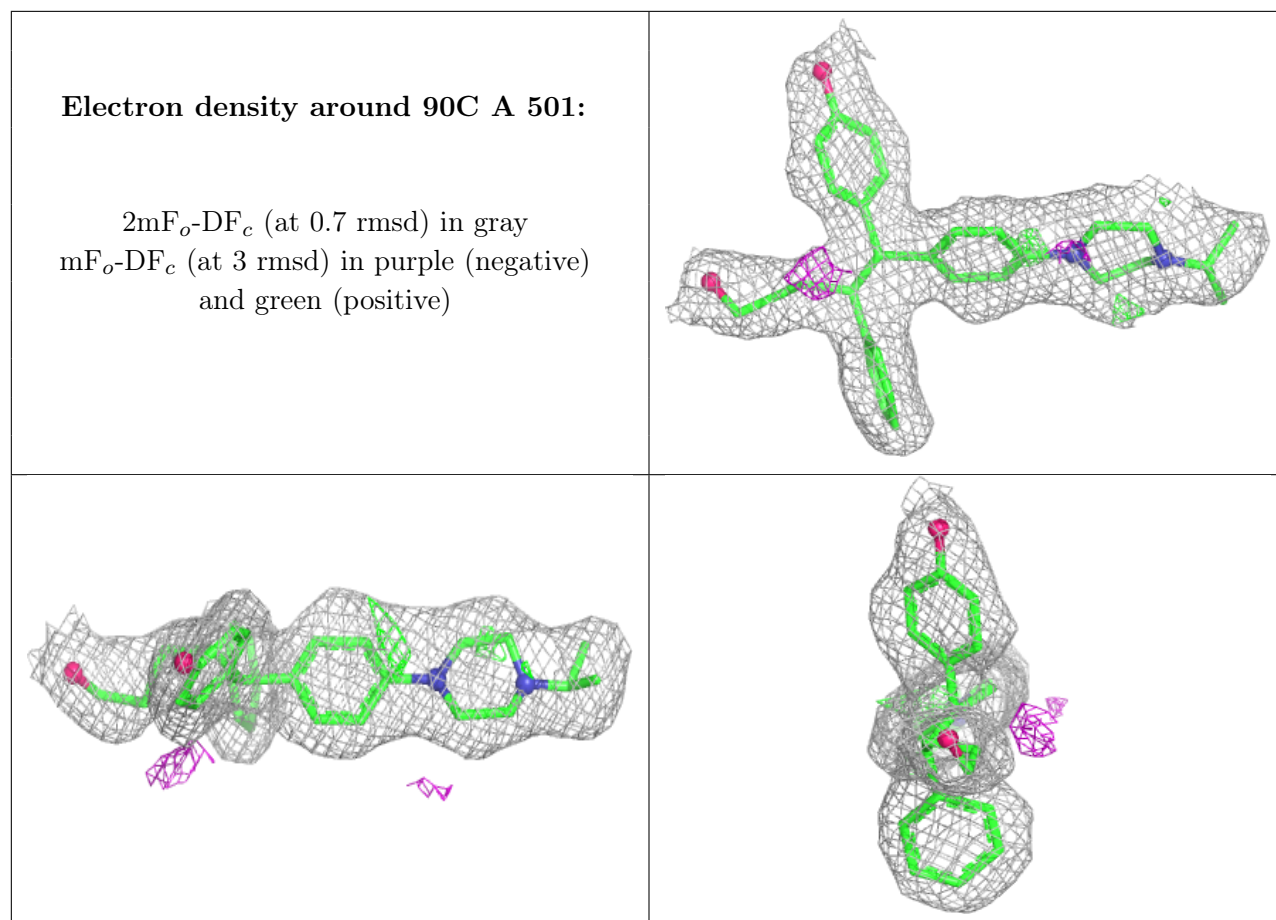 Electron density around 90C A 501:
2mFo-DFc (at 0.7 rmsd) in gray
mFo-DFc (at 3 rmsd) in purple (negative)
and green (positive)